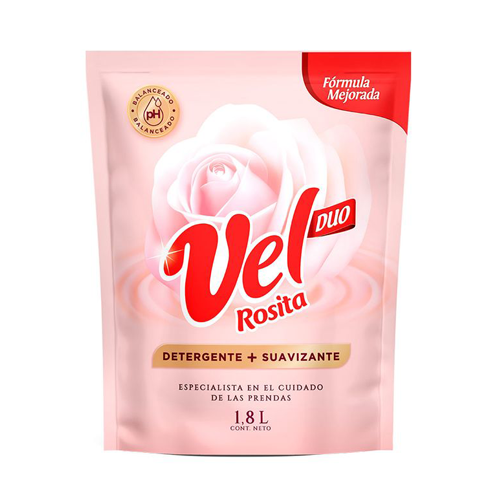 Fórmula
Mejorada
BALANCEADO
pH
BALANCEADO
Vel
DUO
Rosita
DETERGENTE + SUAVIZANTE
ESPECIALISTA EN EL CUIDADO
DE LAS PRENDAS
1,8 L
CONT. NETO